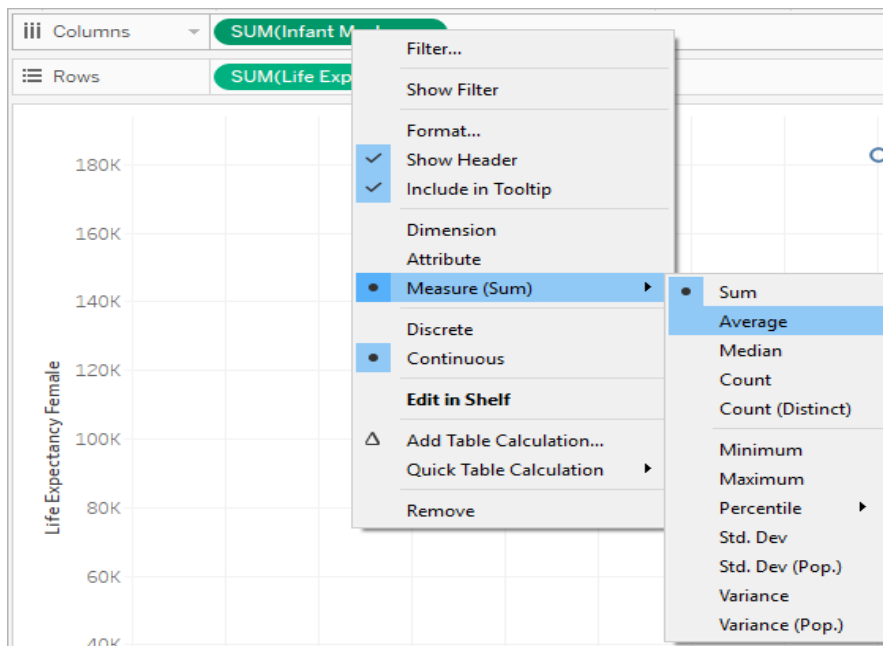 Columns
SUM(Infant
Rows
SUM(Life Exp
Filter...
Show Filter
Format...
Show Header
Include in Tooltip
Dimension
Attribute
Measure (Sum)
Discrete
Continuous
Edit in Shelf
Add Table Calculation...
Quick Table Calculation
Remove
Sum
Average
Median
Count
Count (Distinct)
Minimum
Maximum
Percentile
Std. Dev
Std. Dev (Pop.)
Variance
Variance (Pop.)
Life Expectancy Female
180K
160K
140K
120K
100K
80K
60K
40K